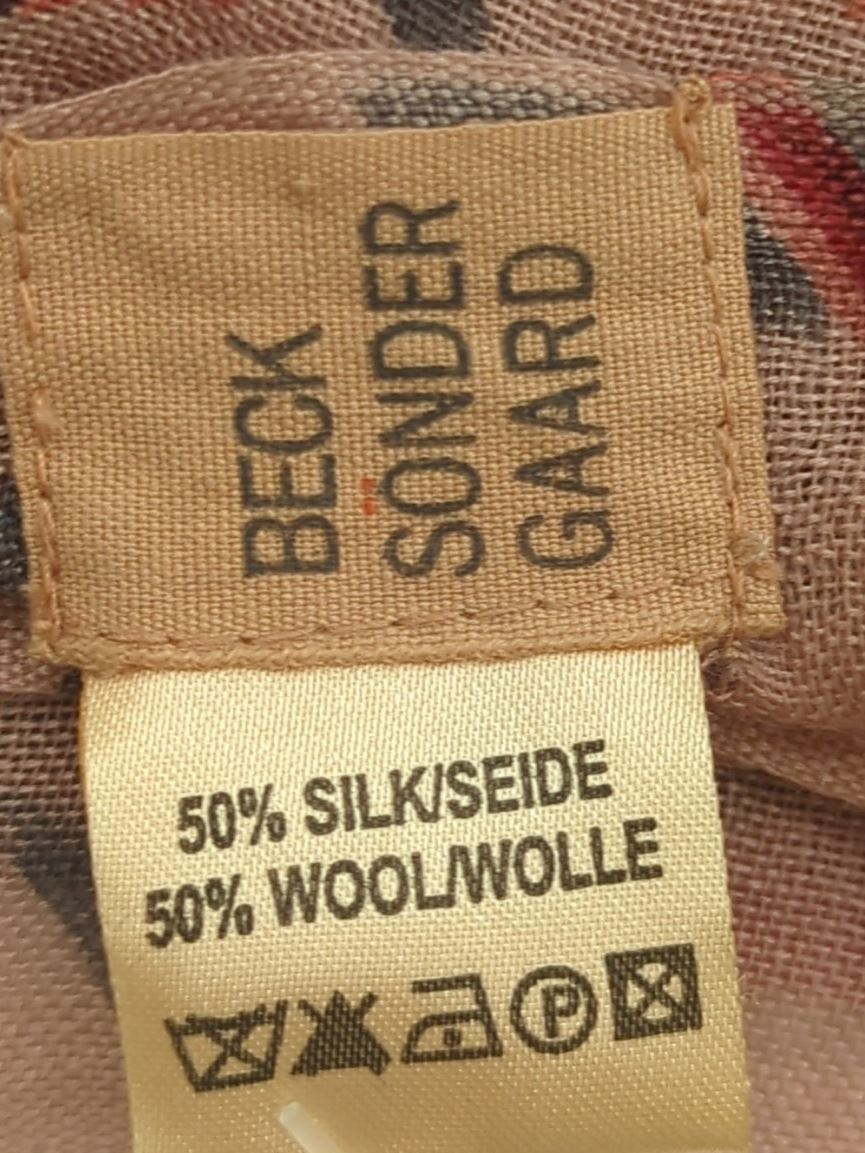 BECK
SÖNDER
GAARD
50% SILK/SEIDE
50% WOOL/WOLLE
P